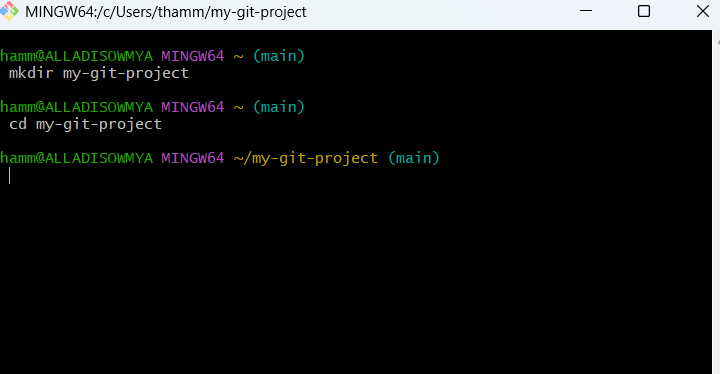 MINGW64:/c/Users/thamm/my-git-project
hamm@ALLADISOWMYA MINGW64 ~ (main)
mkdir my-git-project
hamm@ALLADISOWMYA MINGW64 ~ (main)
cd my-git-project
hamm@ALLADISOWMYA MINGW64 ~/my-git-project (main)